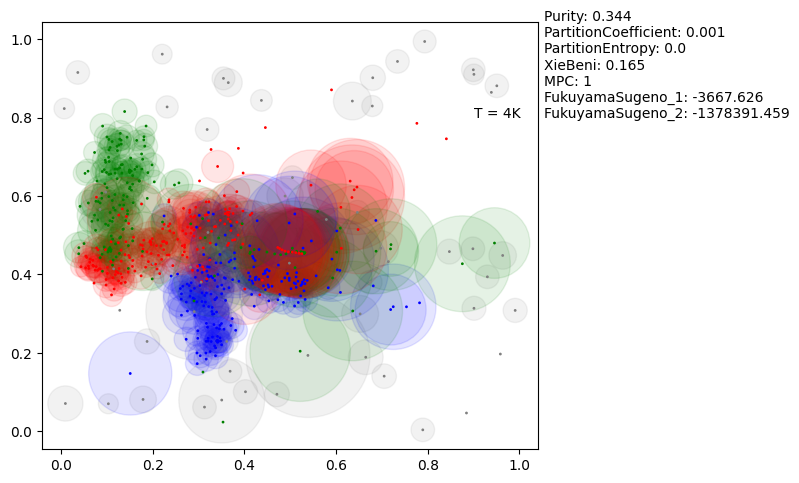 Purity: 0.344
PartitionCoefficient: 0.001
PartitionEntropy: 0.0
XieBeni: 0.165
MPC: 1
FukuyamaSugeno_1: -3667.626
FukuyamaSugeno_2: -1378391.459
T = 4K
1.0
0.8
0.6
0.4
0.2
0.0
0.0 0.2 0.4 0.6 0.8 1.0